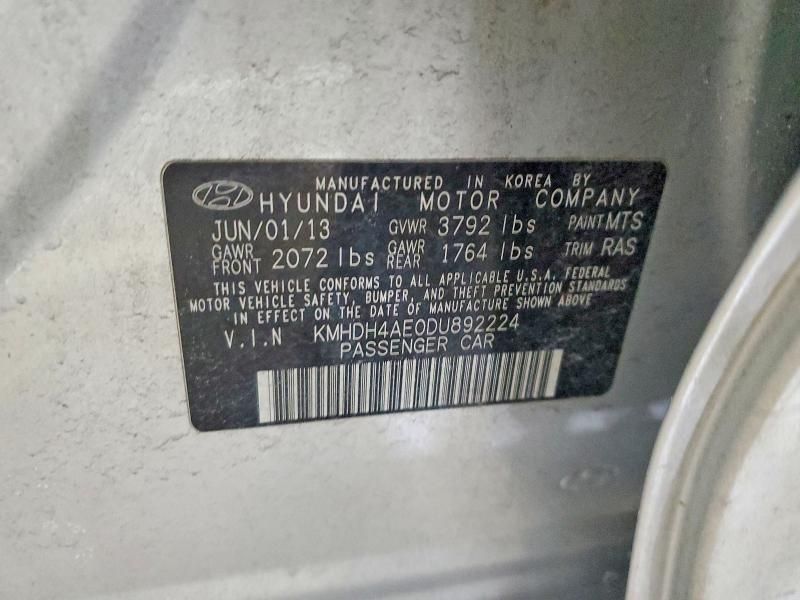 MANUFACTURED IN KOREA BY
HYUNDAI MOTOR COMPANY
JUN/01/13 GVWR 3792 lbs PAINT MTS
GAWR FRONT 2072 lbs GAWR REAR 1764 lbs TRIM RAS
THIS VEHICLE CONFORMS TO ALL APPLICABLE U.S.A. FEDERAL
MOTOR VEHICLE SAFETY, BUMPER, AND THEFT PREVENTION STANDARDS
IN EFFECT ON THE DATE OF MANUFACTURE SHOWN ABOVE
V.I.N KMHDH4AE0DU892224
PASSENGER CAR